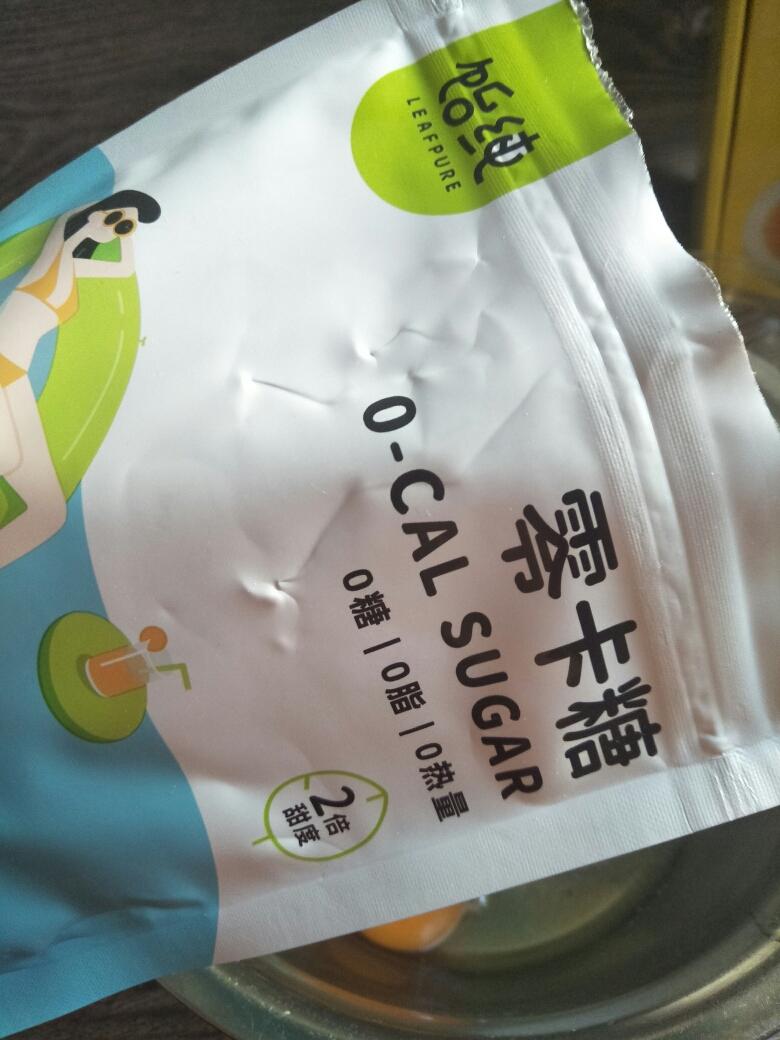 饴纯
LEAFPURE
零卡糖
0-CAL SUGAR
0糖 | 0脂 | 0热量
2倍
甜度